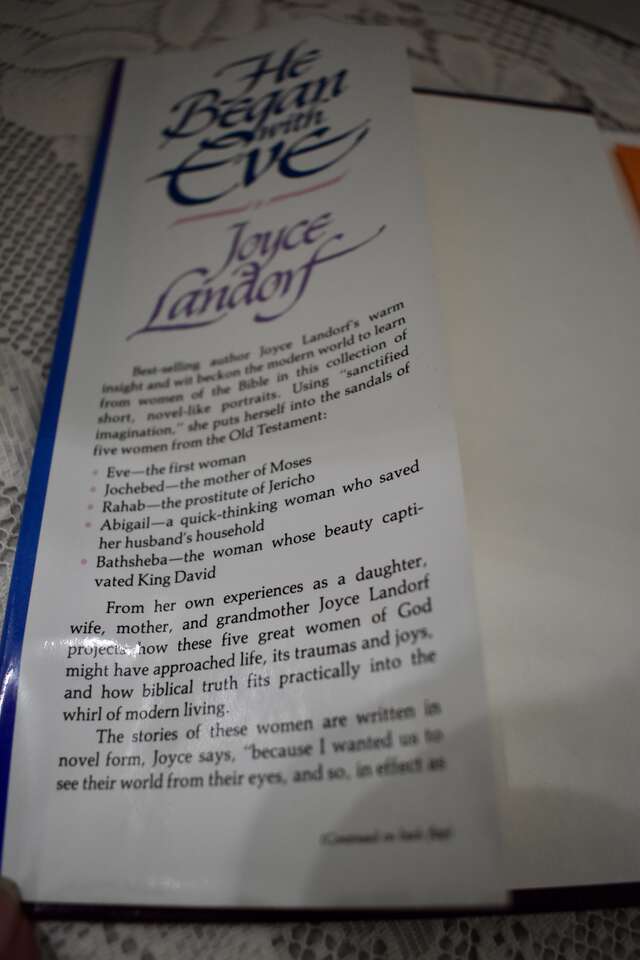 He
Began
with
Eve
Joyce
Landorf
Best-selling author Joyce Landorf's warm
insight and wit beckon the modern world to learn
from women of the Bible in this collection of
short, novel-like portraits. Using "sanctified
imagination," she puts herself into the sandals of
five women from the Old Testament:
• Eve—the first woman
• Jochebed—the mother of Moses
• Rahab—the prostitute of Jericho
• Abigail—a quick-thinking woman who saved
her husband's household
• Bathsheba—the woman whose beauty capti-
vated King David
From her own experiences as a daughter,
wife, mother, and grandmother Joyce Landorf
projects how these five great women of God
might have approached life, its traumas and joys,
and how biblical truth fits practically into the
whirl of modern living.
The stories of these women are written in
novel form, Joyce says, "because I wanted us to
see their world from their eyes, and so, in effect as
(Continued on back flap)